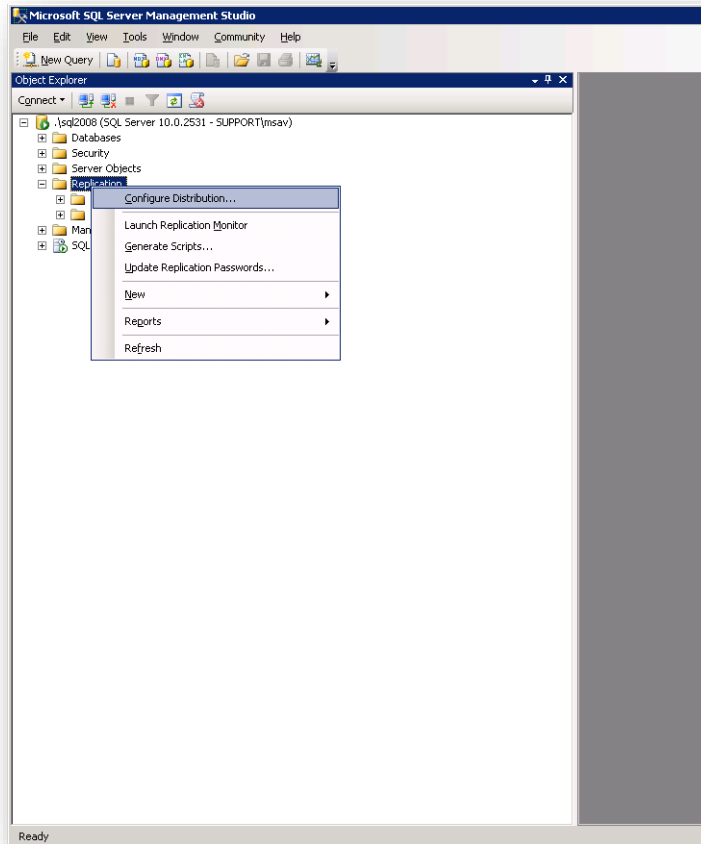 Microsoft SQL Server Management Studio
File Edit View Tools Window Community Help
New Query
Object Explorer
Connect
.\sql2008 (SQL Server 10.0.2531 - SUPPORT\msav)
Databases
Security
Server Objects
Replication
Configure Distribution...
Launch Replication Monitor
Man
Generate Scripts...
SQL
Update Replication Passwords...
New
Reports
Refresh
Ready